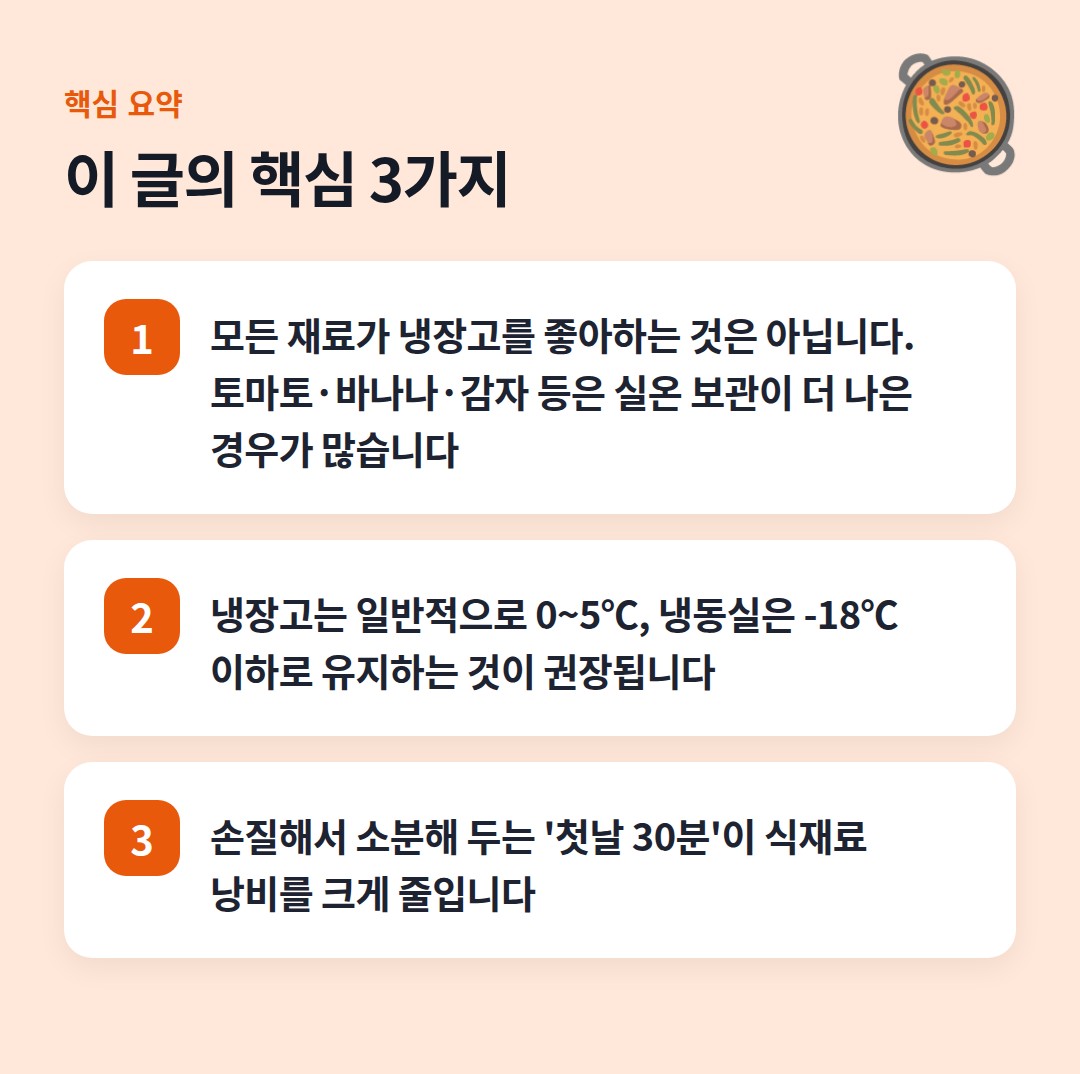 핵심 요약
이 글의 핵심 3가지
1
모든 재료가 냉장고를 좋아하는 것은 아닙니다.
토마토·바나나·감자 등은 실온 보관이 더 나은
경우가 많습니다
2
냉장고는 일반적으로 0~5℃, 냉동실은 -18℃
이하로 유지하는 것이 권장됩니다
3
손질해서 소분해 두는 '첫날 30분'이 식재료
낭비를 크게 줄입니다